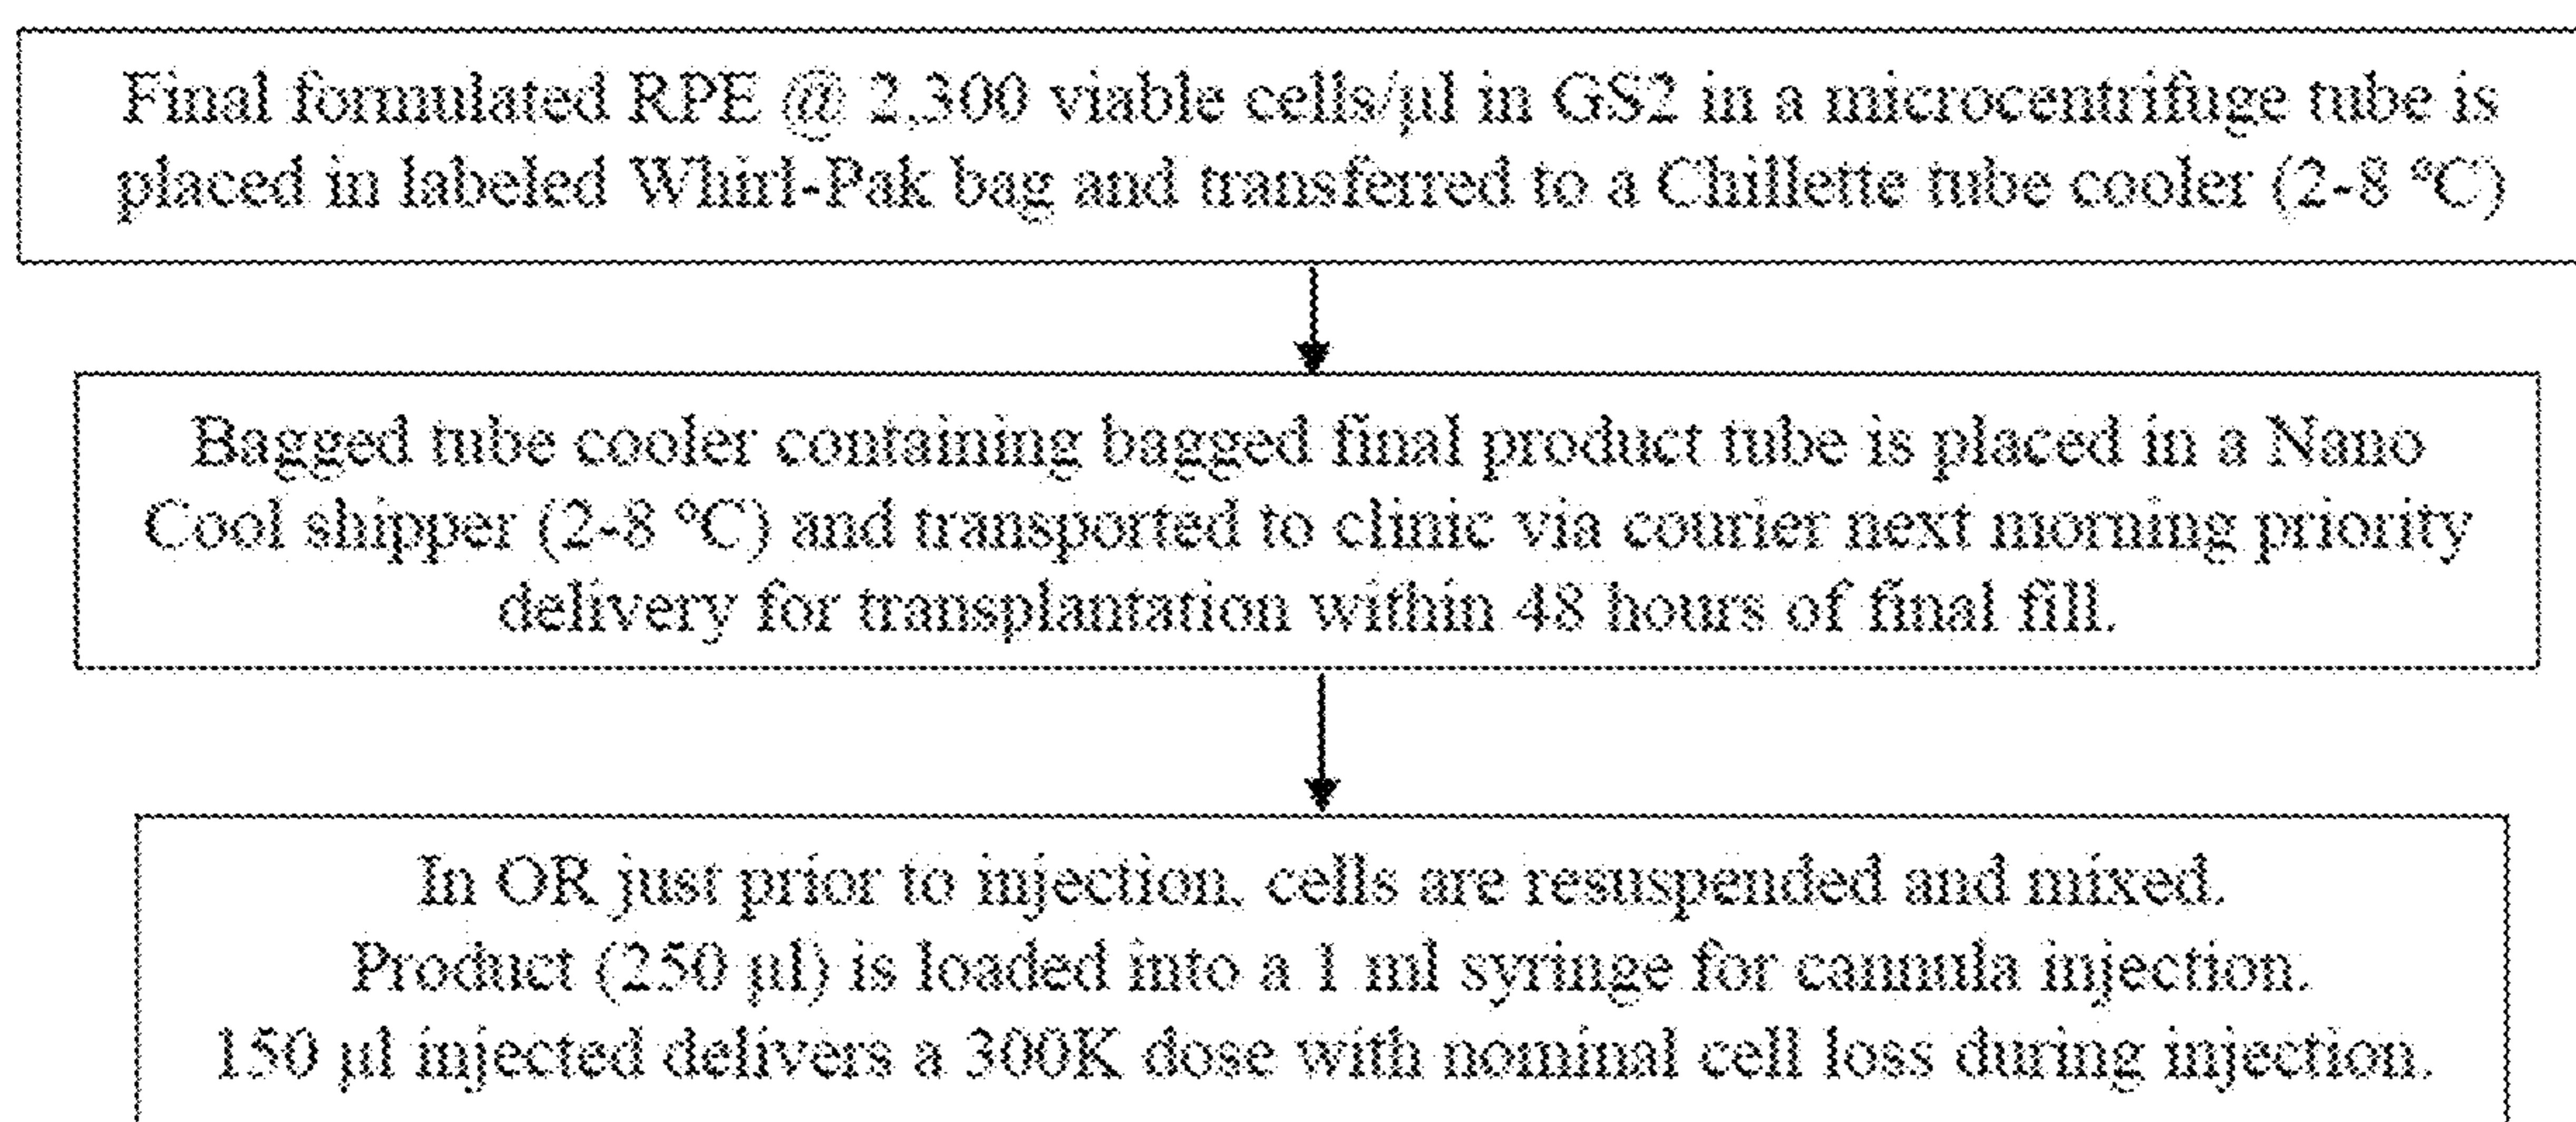 Final formulated RPE @ 2,300 viable cells/µl in GS2 in a microcentrifuge tube is
placed in labeled Whirl-Pak bag and transferred to a Chillette tube cooler (2-8 °C)
Bagged tube cooler containing bagged final product tube is placed in a Nano
Cool shipper (2-8 °C) and transported to clinic via courier next morning priority
delivery for transplantation within 48 hours of final fill.
In OR just prior to injection, cells are resuspended and mixed.
Product (250 µl) is loaded into a 1 ml syringe for cannula injection.
150 µl injected delivers a 300K dose with nominal cell loss during injection.